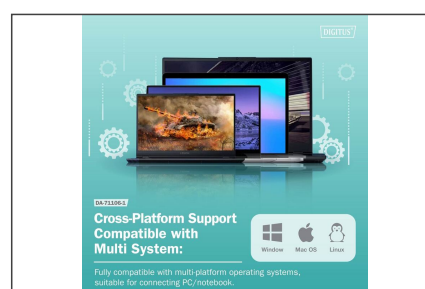 DIGITUS
DA-71106-1
Cross-Platform Support
Compatible with
Multi System:
Window Mac OS Linux
Fully compatible with multi-platform operating systems,
suitable for connecting PC/notebook.